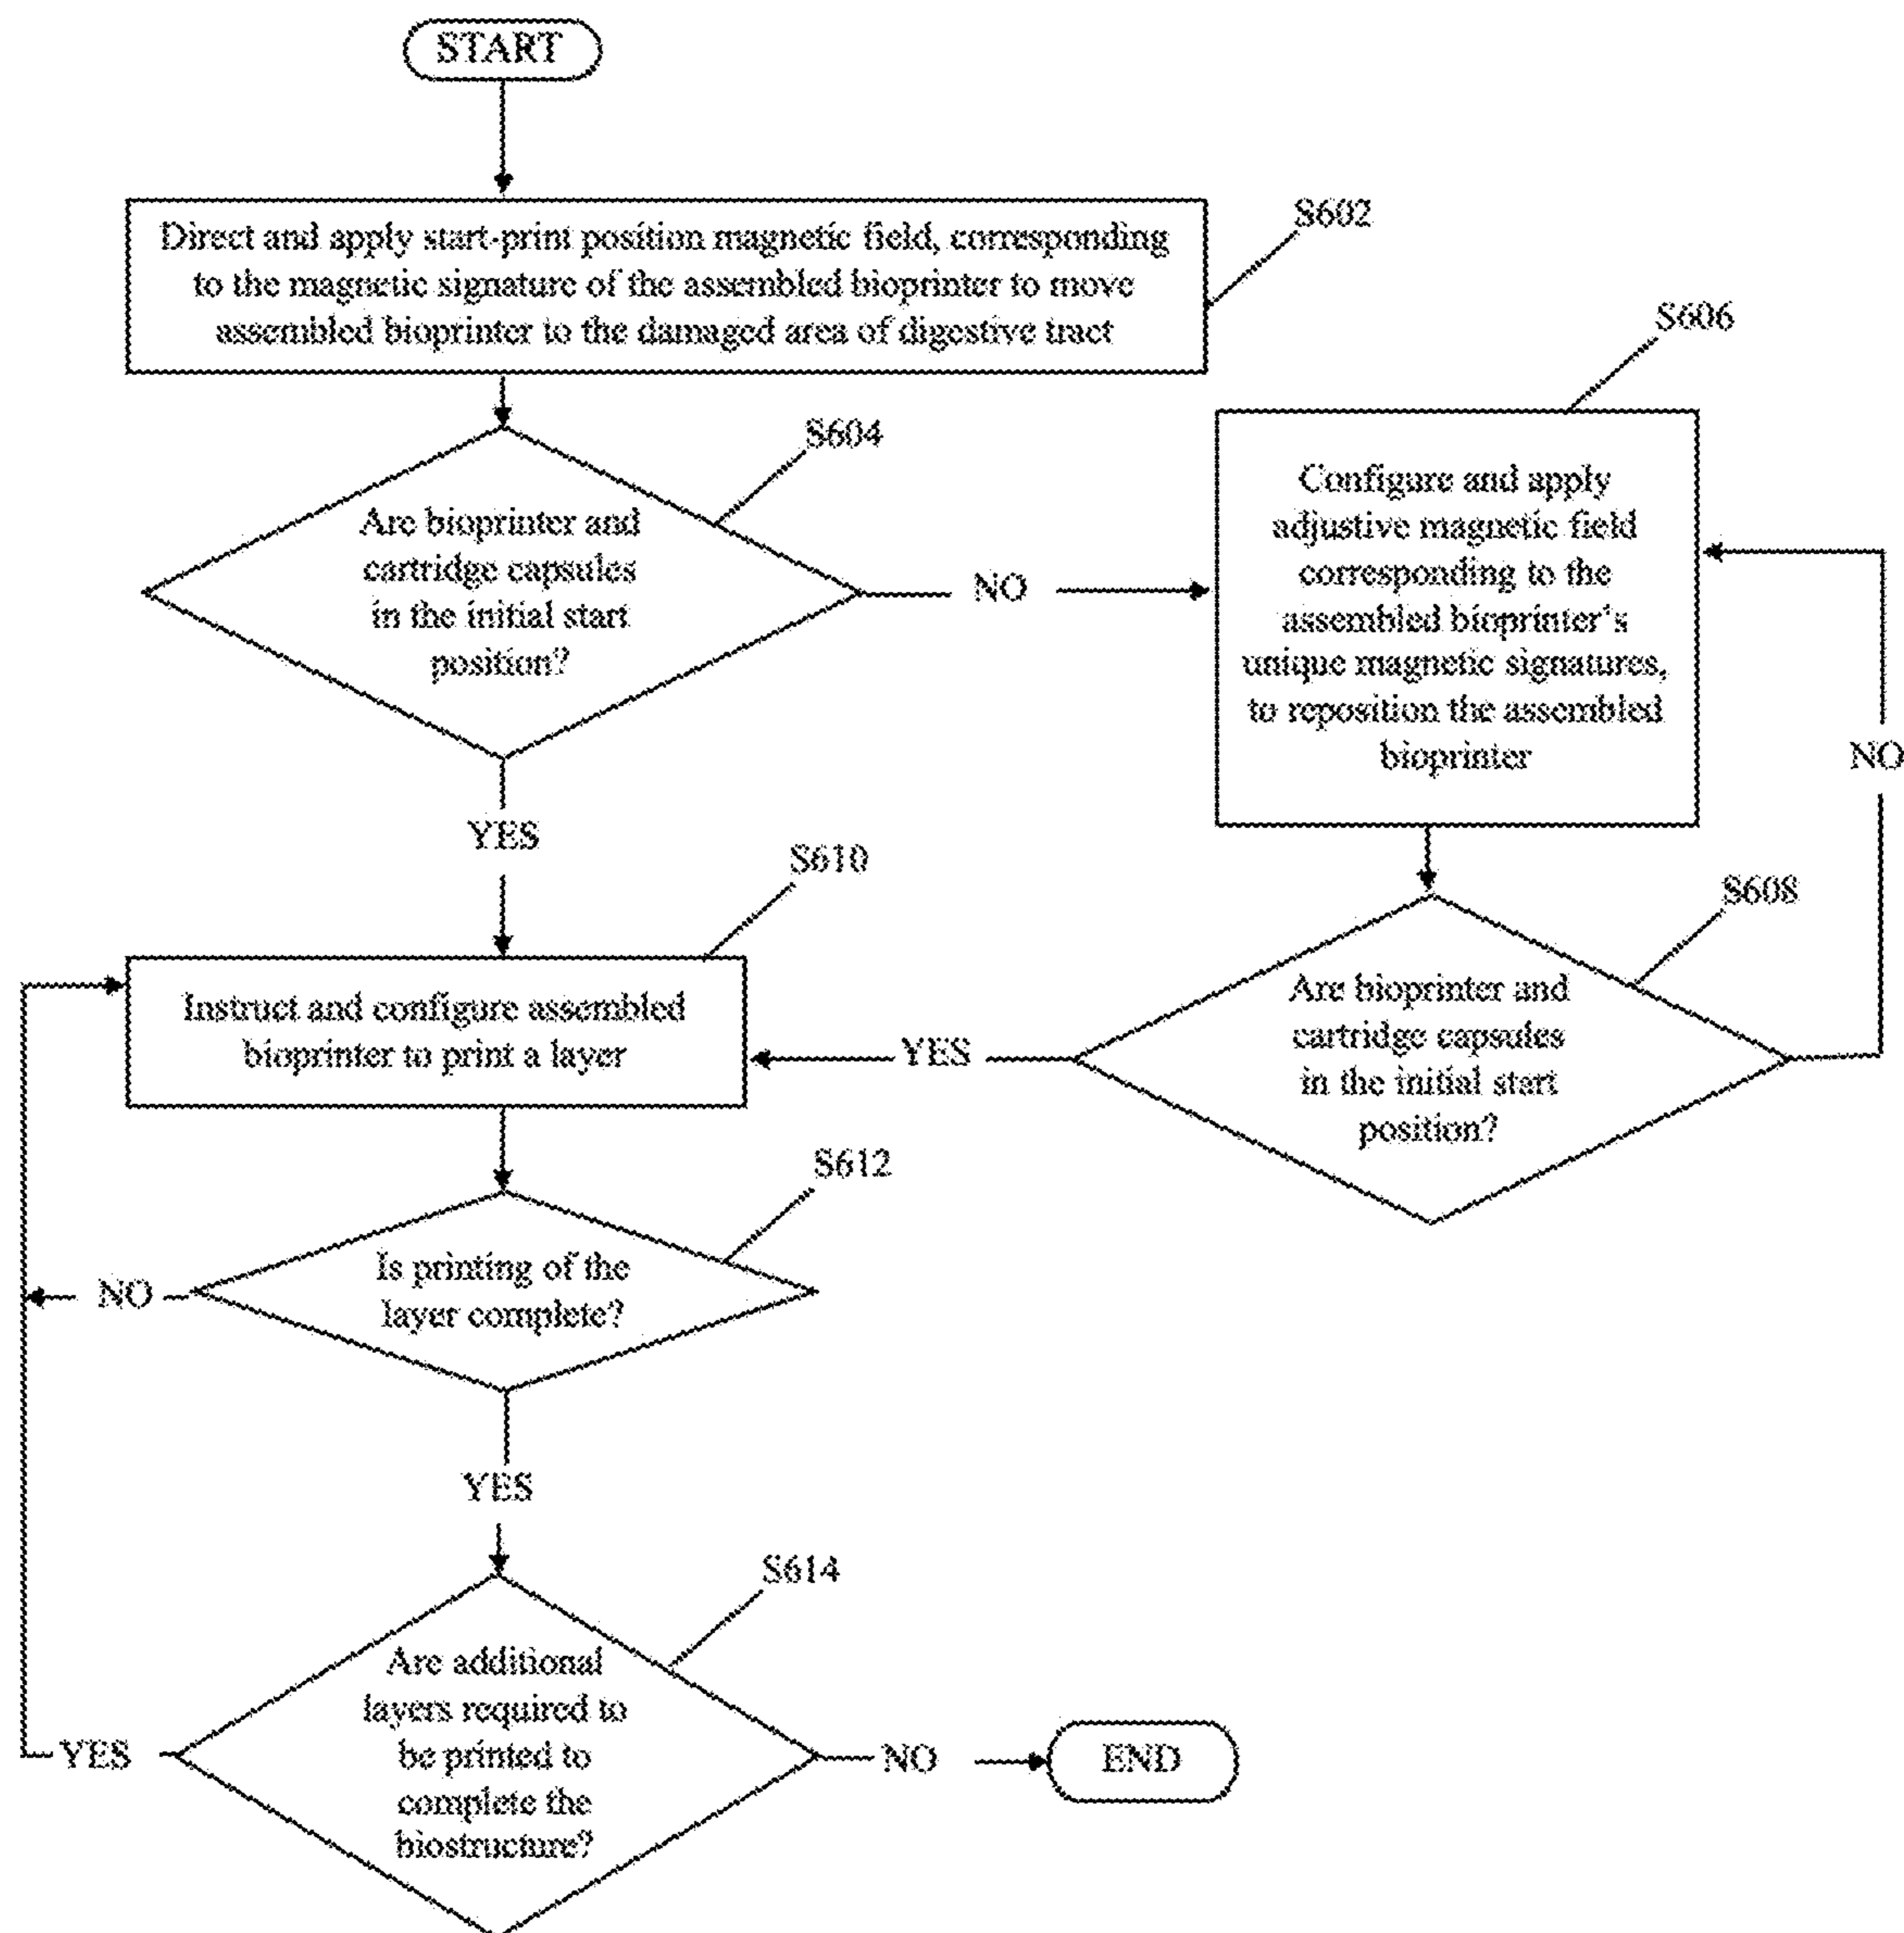 START
Direct and apply start-print position magnetic field, corresponding
to the magnetic signature of the assembled bioprinter to move
assembled bioprinter to the damaged area of digestive tract
S602
S604
Are bioprinter and
cartridge capsules
in the initial start
position?
NO
S606
Configure and apply
adjustive magnetic field
corresponding to the
assembled bioprinter's
unique magnetic signatures,
to reposition the assembled
bioprinter
NO
YES
S610
Instruct and configure assembled
bioprinter to print a layer
YES
S608
Are bioprinter and
cartridge capsules
in the initial start
position?
S612
Is printing of the
layer complete?
NO
YES
S614
Are additional
layers required to
be printed to
complete the
biostructure?
YES
NO
END